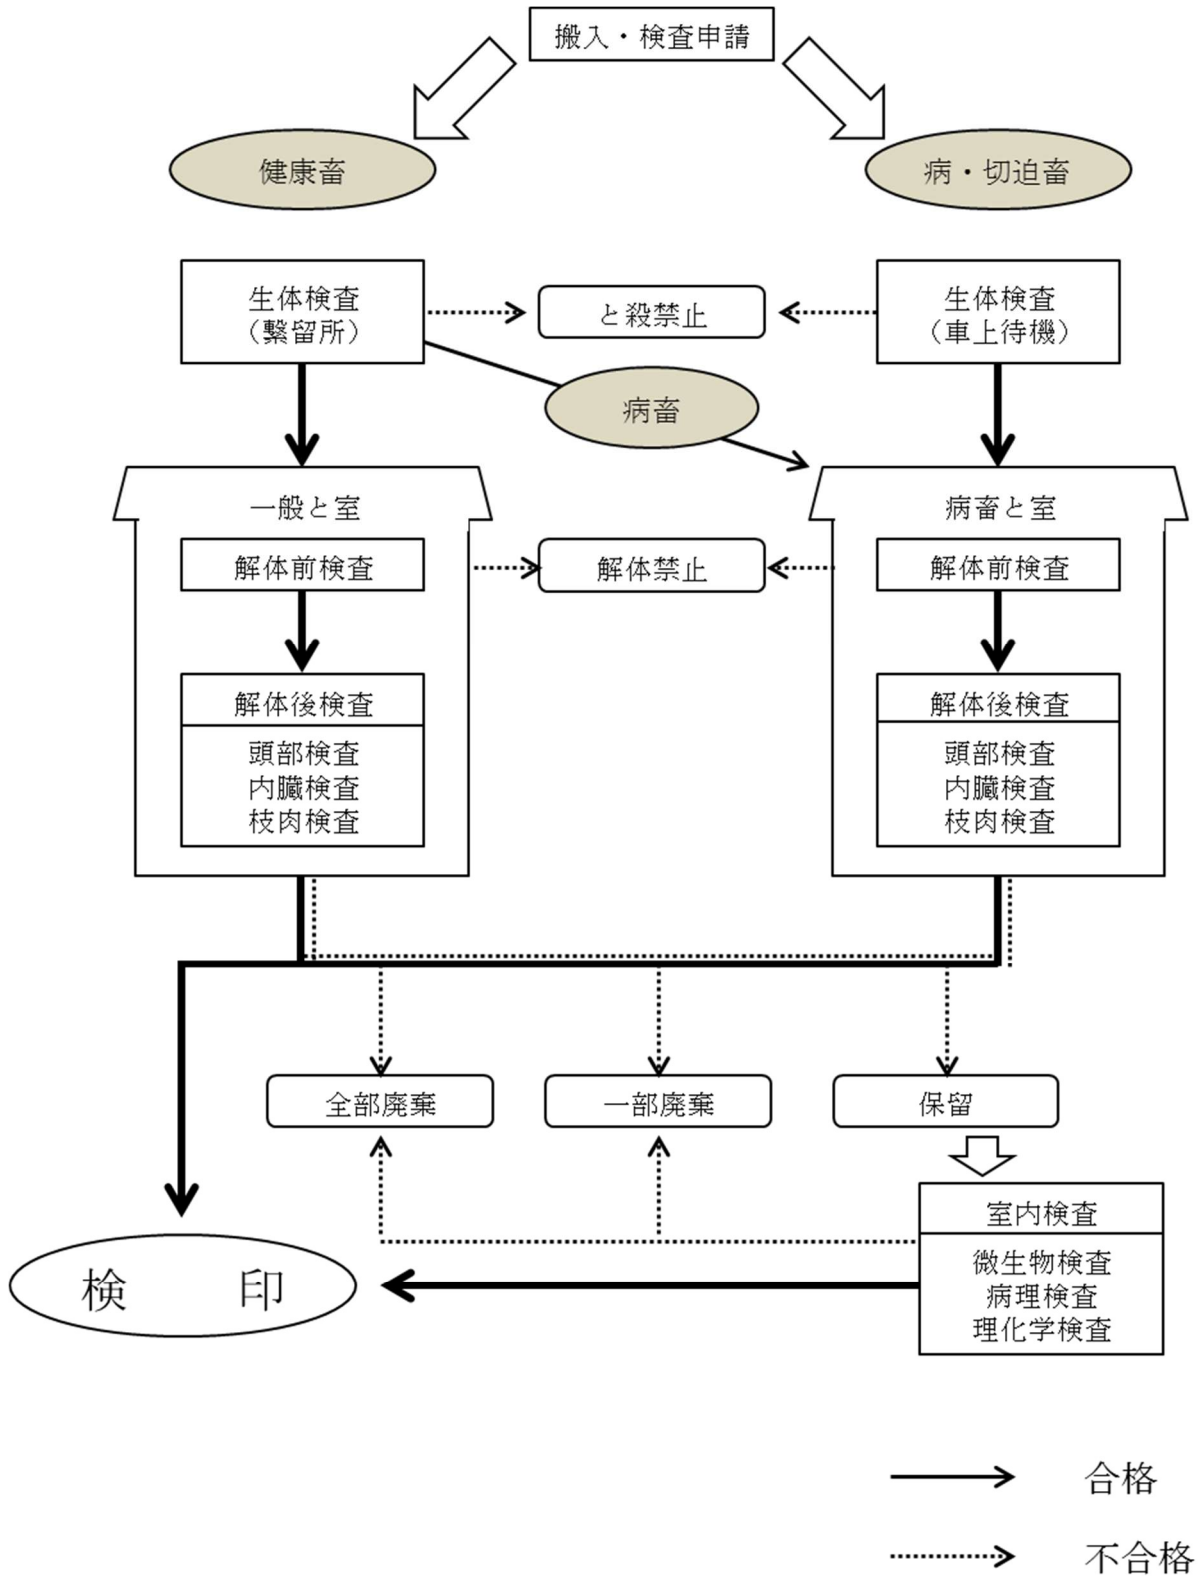 搬入・検査申請
健康畜
病・切迫畜
生体検査
（繋留所）
と殺禁止
生体検査
（車上待機）
病畜
一般と室
病畜と室
解体前検査
解体禁止
解体前検査
解体後検査
頭部検査
内臓検査
枝肉検査
解体後検査
頭部検査
内臓検査
枝肉検査
全部廃棄
一部廃棄
保留
室内検査
微生物検査
病理検査
理化学検査
検　　印
合格
不合格